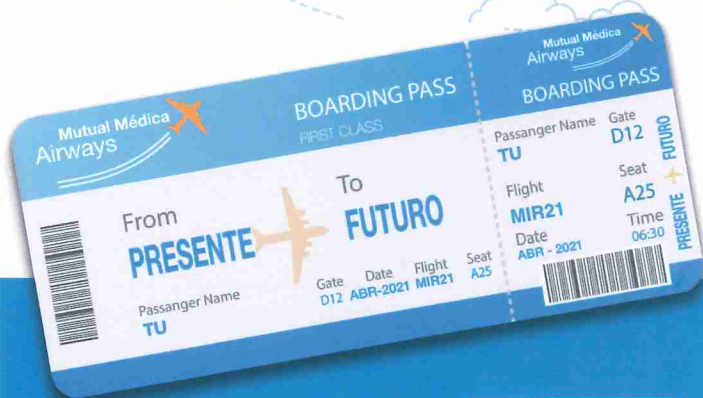 Mutual Médica
Airways
BOARDING PASS
FIRST CLASS
From
PRESENTE
To
FUTURO
Passanger Name
TU
Gate Date Flight Seat
D12 ABR-2021 MIR21 A25
Mutual Médica
Airways
BOARDING PASS
Passanger Name Gate
TU D12
Flight Seat
MIR21 A25
Date Time
ABR - 2021 06:30
PRESENTE FUTURO